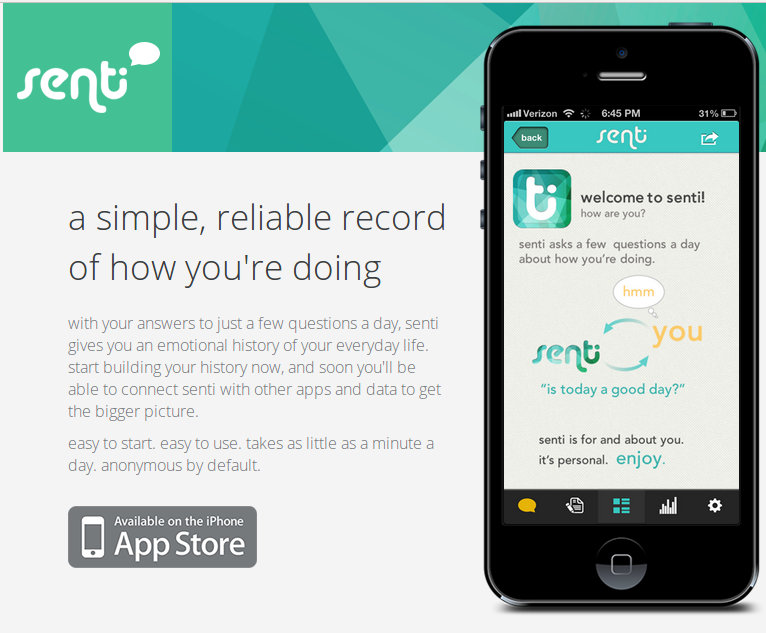 senti
a simple, reliable record
of how you're doing
with your answers to just a few questions a day, senti
gives you an emotional history of your everyday life.
start building your history now, and soon you'll be
able to connect senti with other apps and data to get
the bigger picture.
easy to start. easy to use. takes as little as a minute a
day. anonymous by default.
Available on the iPhone
App Store
Verizon 6:45 PM 31%
back senti
ti
welcome to senti!
how are you?
senti asks a few questions a day
about how you're doing.
hmm
you
senti
“is today a good day?”
senti is for and about you.
it's personal. enjoy.